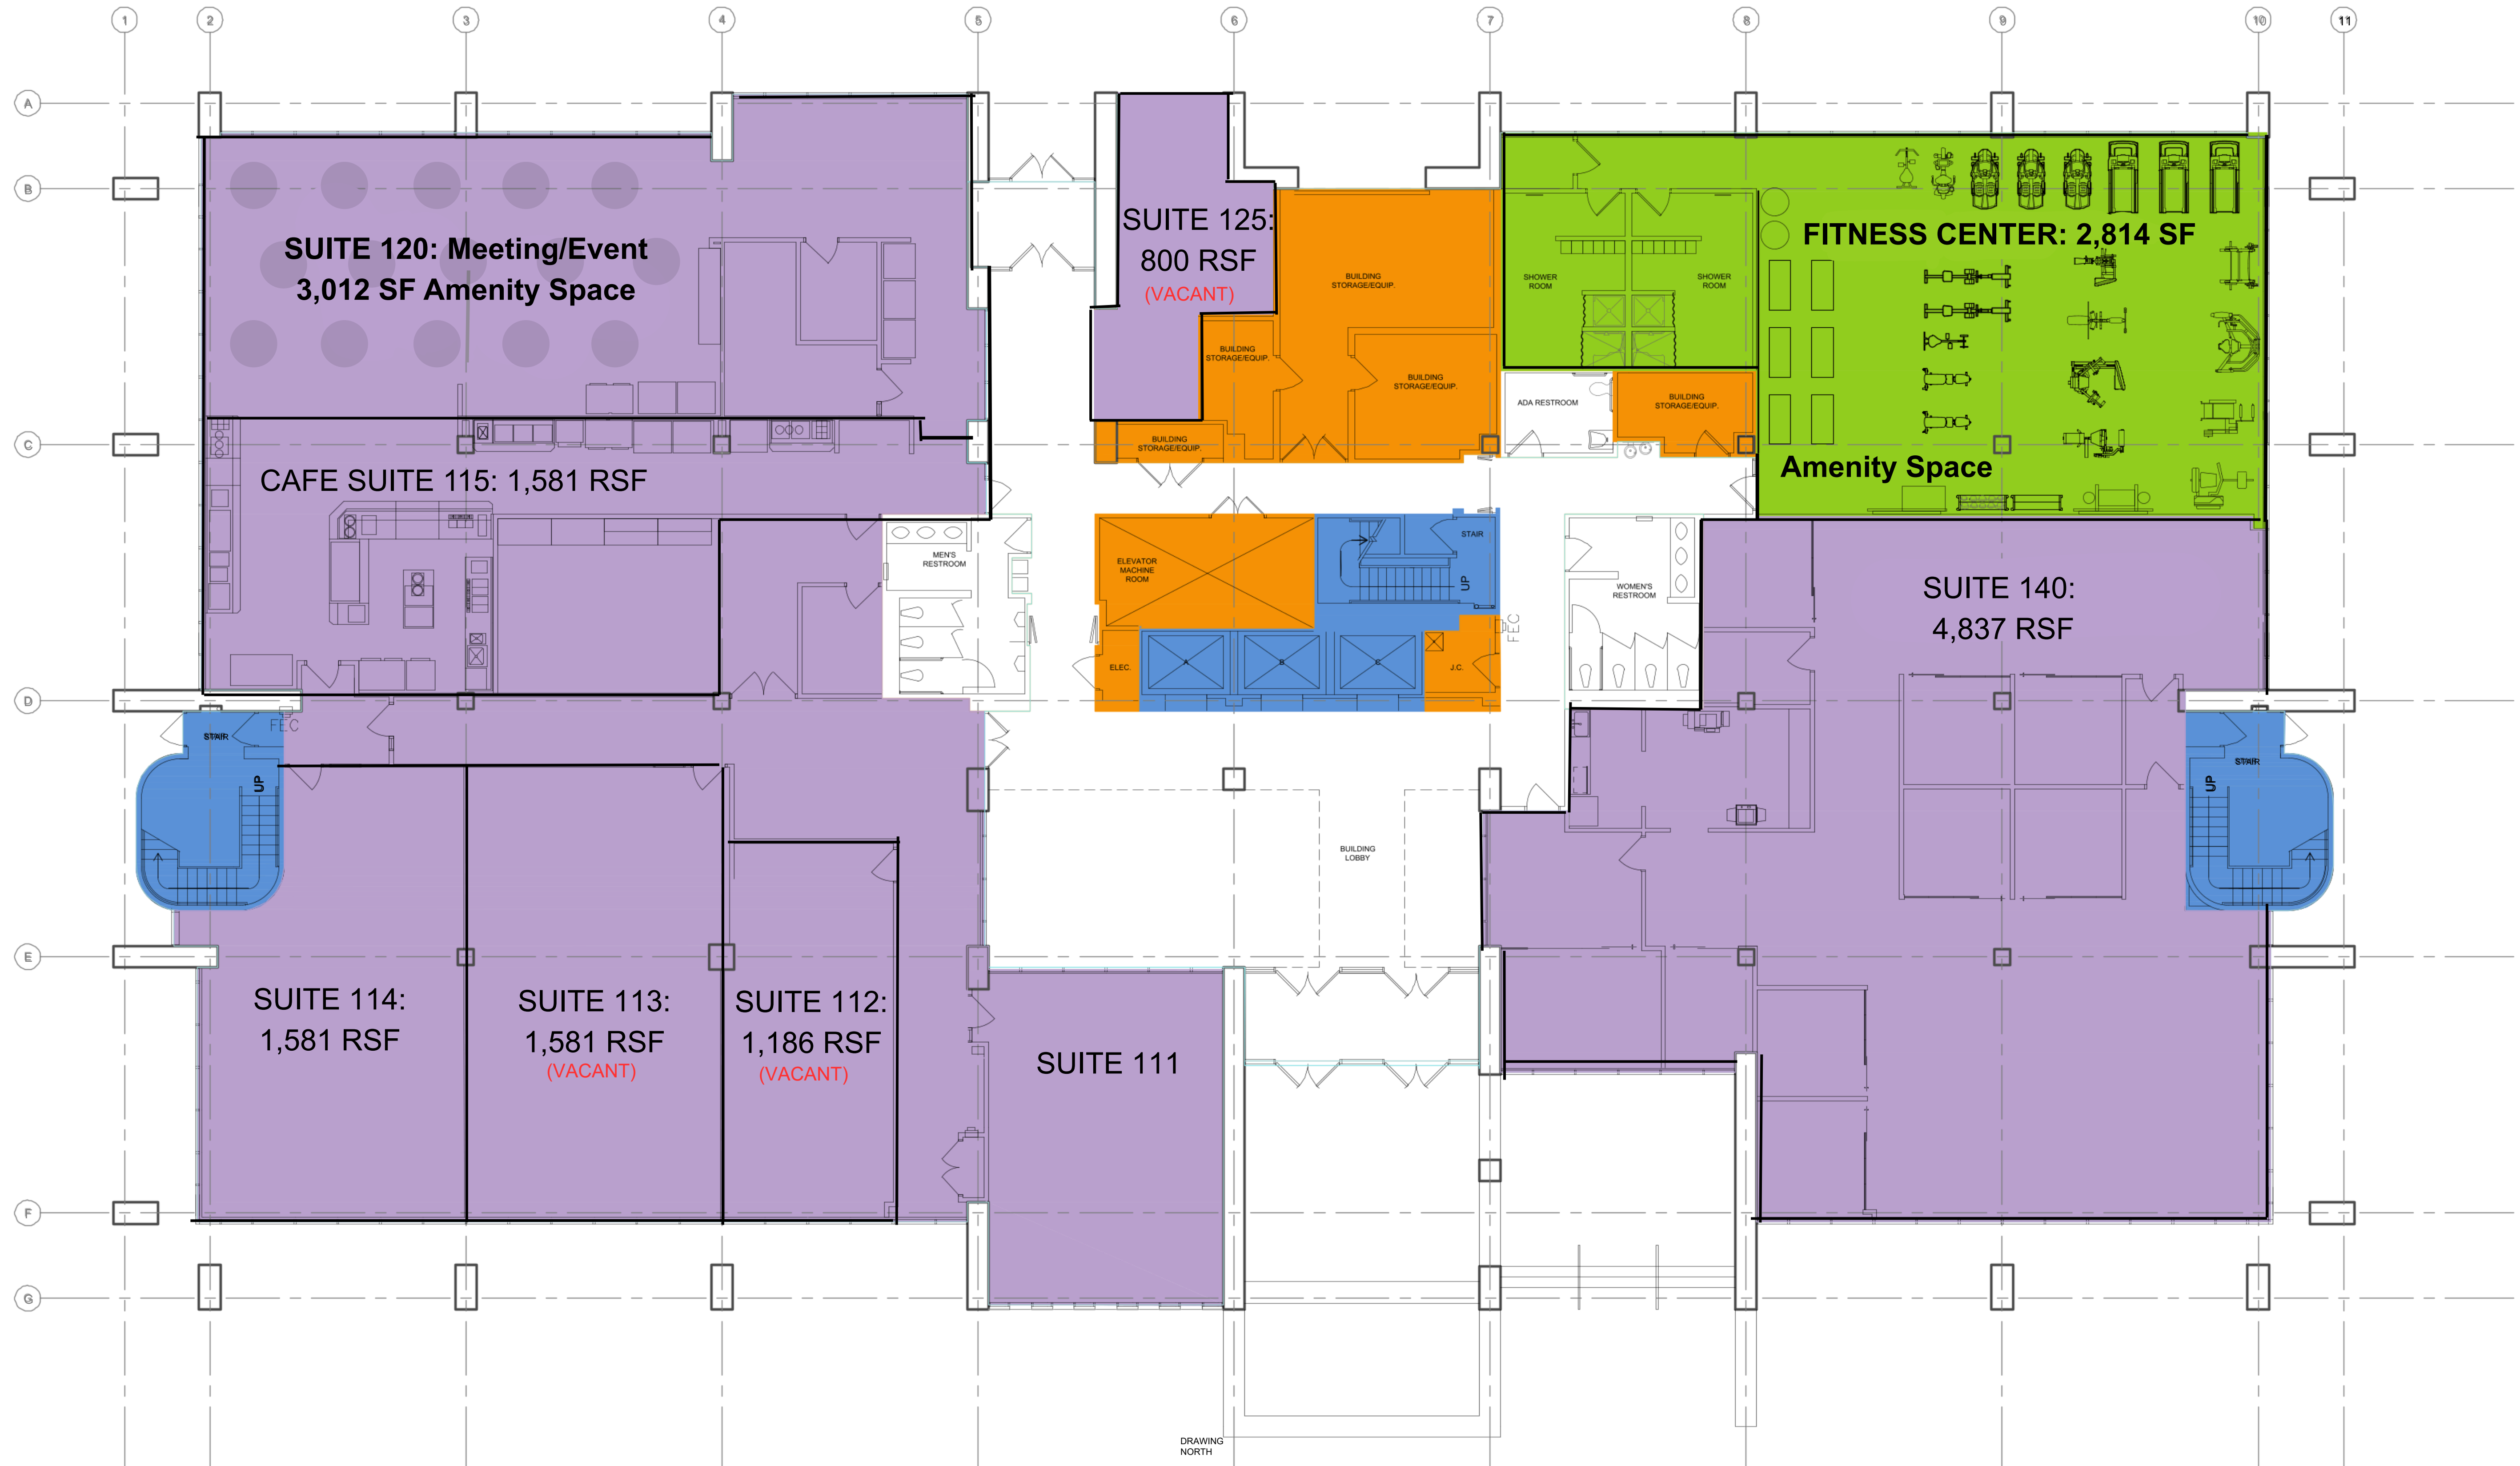 1
2
3
4
5
6
7
8
9
10
11
A
B
SUITE 120: Meeting/Event
3,012 SF Amenity Space
SUITE 125:
800 RSF
(VACANT)
BUILDING
STORAGE/EQUIP.
BUILDING
STORAGE/EQUIP.
BUILDING
STORAGE/EQUIP.
SHOWER
ROOM
SHOWER
ROOM
FITNESS CENTER: 2,814 SF
Amenity Space
ADA RESTROOM
BUILDING
STORAGE/EQUIP.
BUILDING
STORAGE/EQUIP.
C
CAFE SUITE 115: 1,581 RSF
MEN'S
RESTROOM
ELEVATOR
MACHINE
ROOM
STAIR
UP
FEC
WOMEN'S
RESTROOM
SUITE 140:
4,837 RSF
ELEC.
A
B
C
J.C.
D
FEC
STAIR
UP
STAIR
UP
BUILDING
LOBBY
E
SUITE 114:
1,581 RSF
SUITE 113:
1,581 RSF
(VACANT)
SUITE 112:
1,186 RSF
(VACANT)
SUITE 111
F
G
DRAWING
NORTH